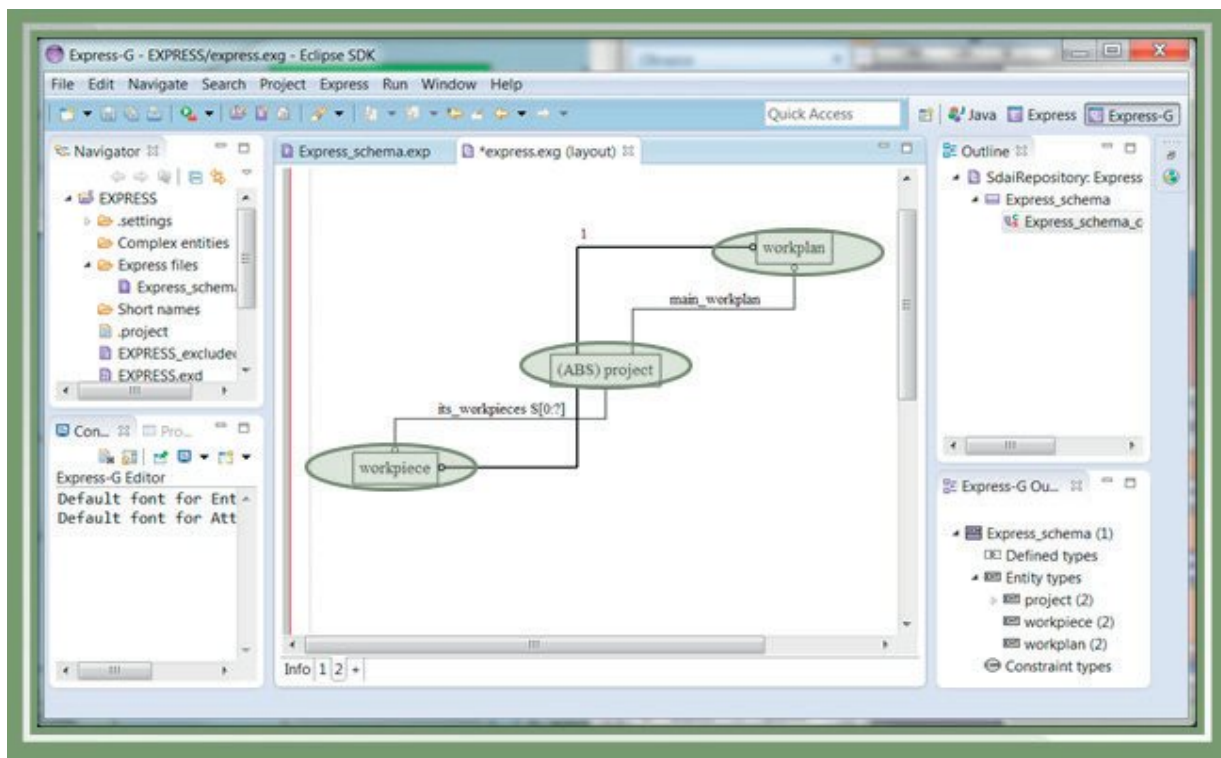 Express-G - EXPRESS/express.exg - Eclipse SDK
File Edit Navigate Search Project Express Run Window Help
Quick Access
Java Express Express-G
Navigator
EXPRESS
.settings
Complex entities
Express files
Express_schema
Short names
.project
EXPRESS_excluded
EXPRESS.exd
Con... Pro...
Express-G Editor
Default font for Ent
Default font for Att
Express_schema.exp *express.exg (layout)
1
workplan
main_workplan
(ABS) project
its_workpieces S[0:?]
workpiece
Info 1 2 +
Outline
SdaiRepository: Express
Express_schema
Express_schema_c
Express-G Ou...
Express_schema (1)
Defined types
Entity types
project (2)
workpiece (2)
workplan (2)
Constraint types